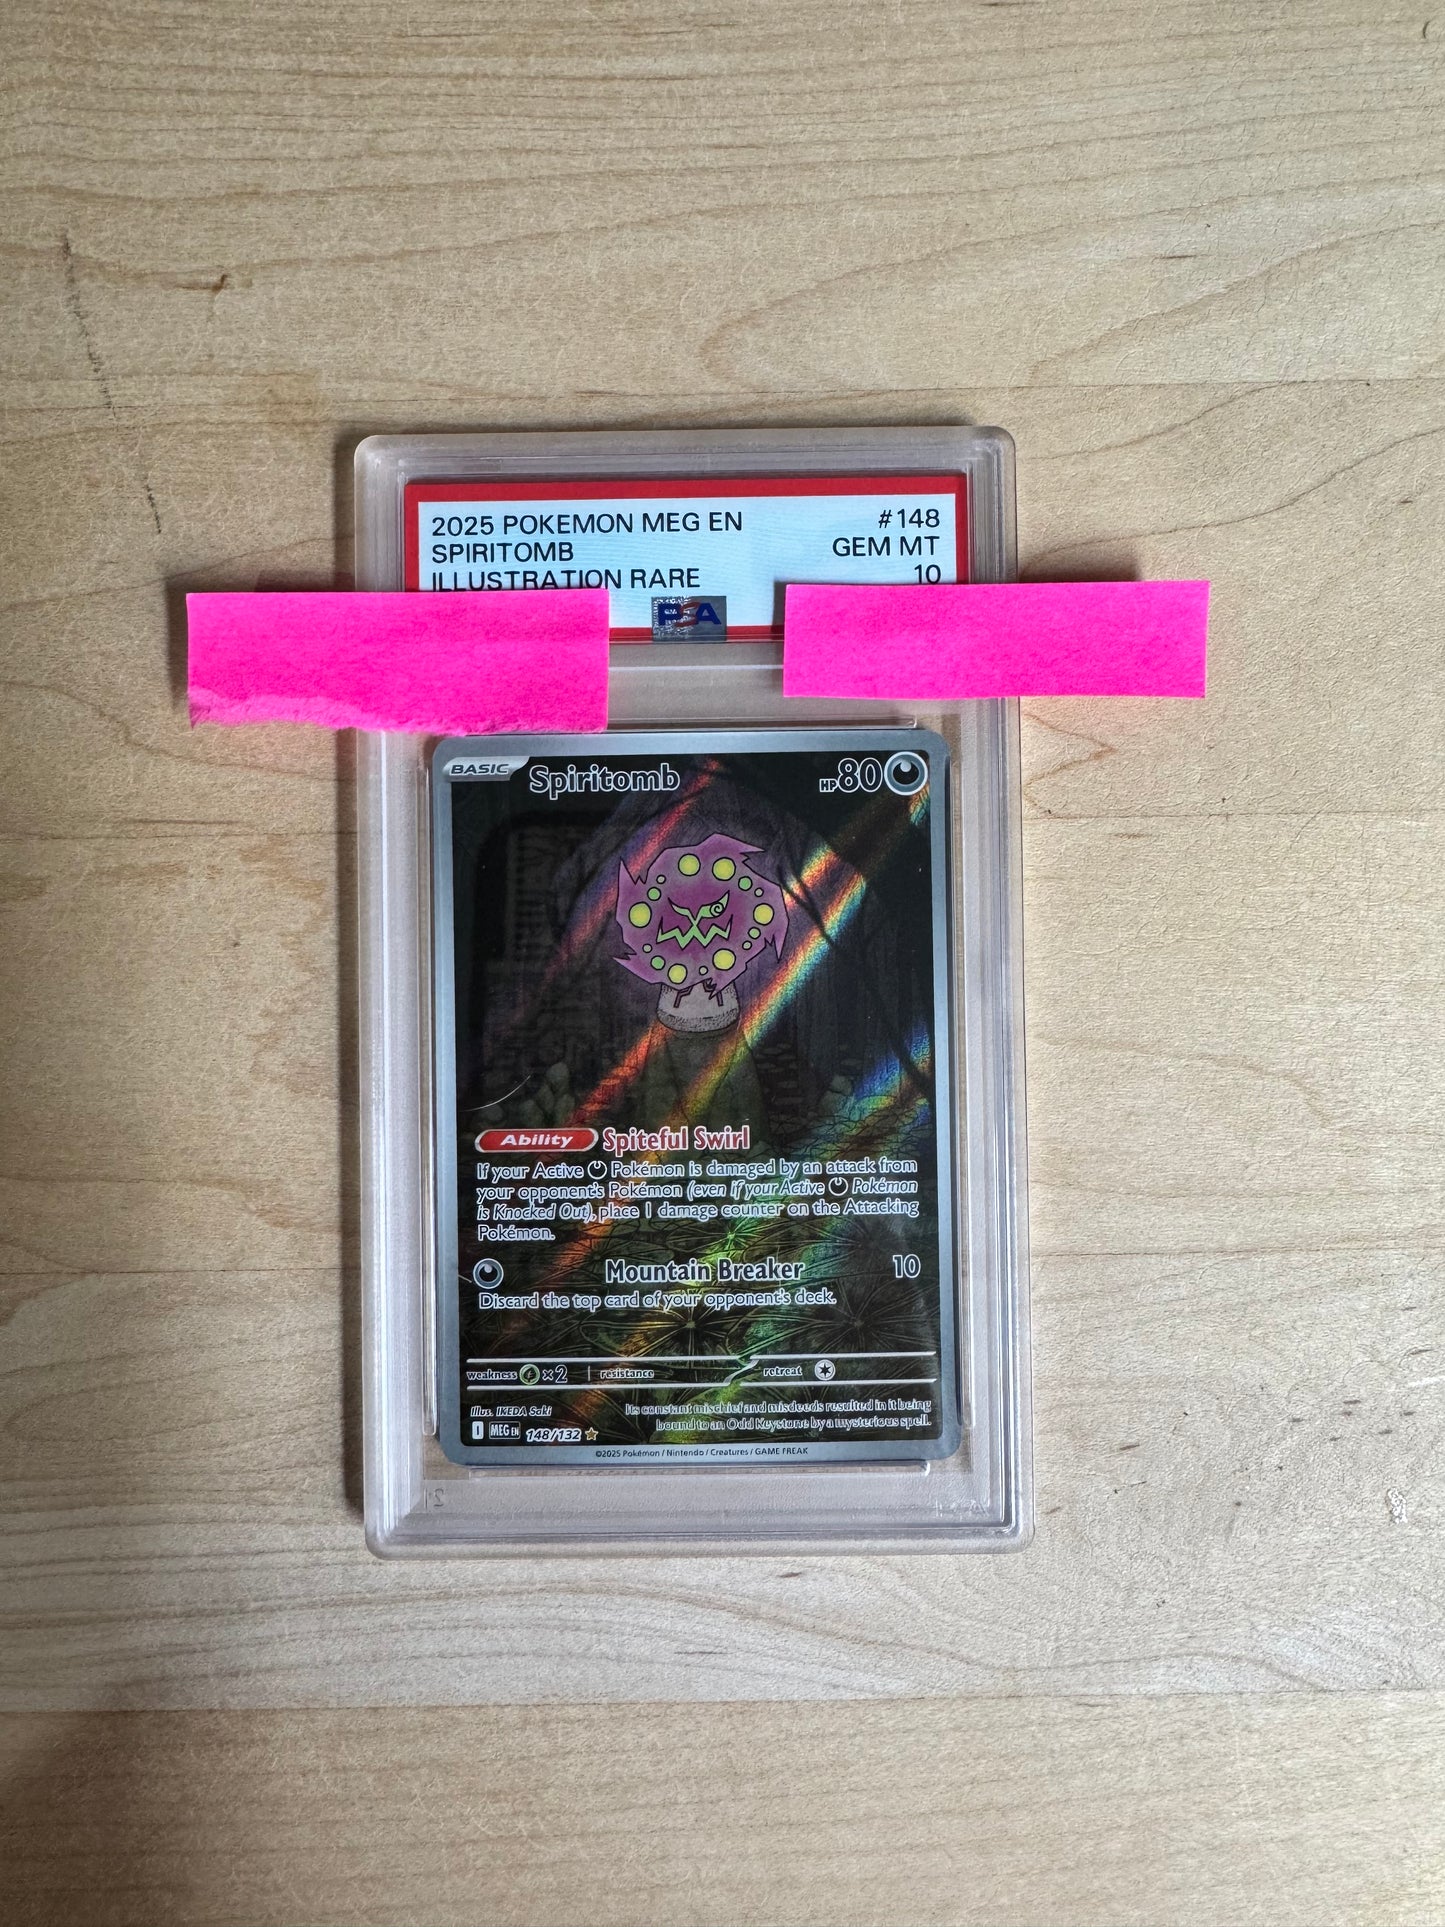 2025 POKEMON MEG EN #148
SPIRITOMB GEM MT
ILLUSTRATION RARE 10
PSA
BASIC Spiritomb HP 80
Ability Spiteful Swirl
If your Active Pokémon is damaged by an attack from
your opponent's Pokémon (even if your Active Pokémon
is Knocked Out), place 1 damage counter on the Attacking
Pokémon.
Mountain Breaker 10
Discard the top card of your opponent's deck.
weakness ×2 resistance retreat
Illus. IKEDA Saki
Its constant mischief and misdeeds resulted in it being
bound to an Odd Keystone by a mysterious spell.
I MEG EN 148/132
©2025 Pokémon / Nintendo / Creatures / GAME FREAK